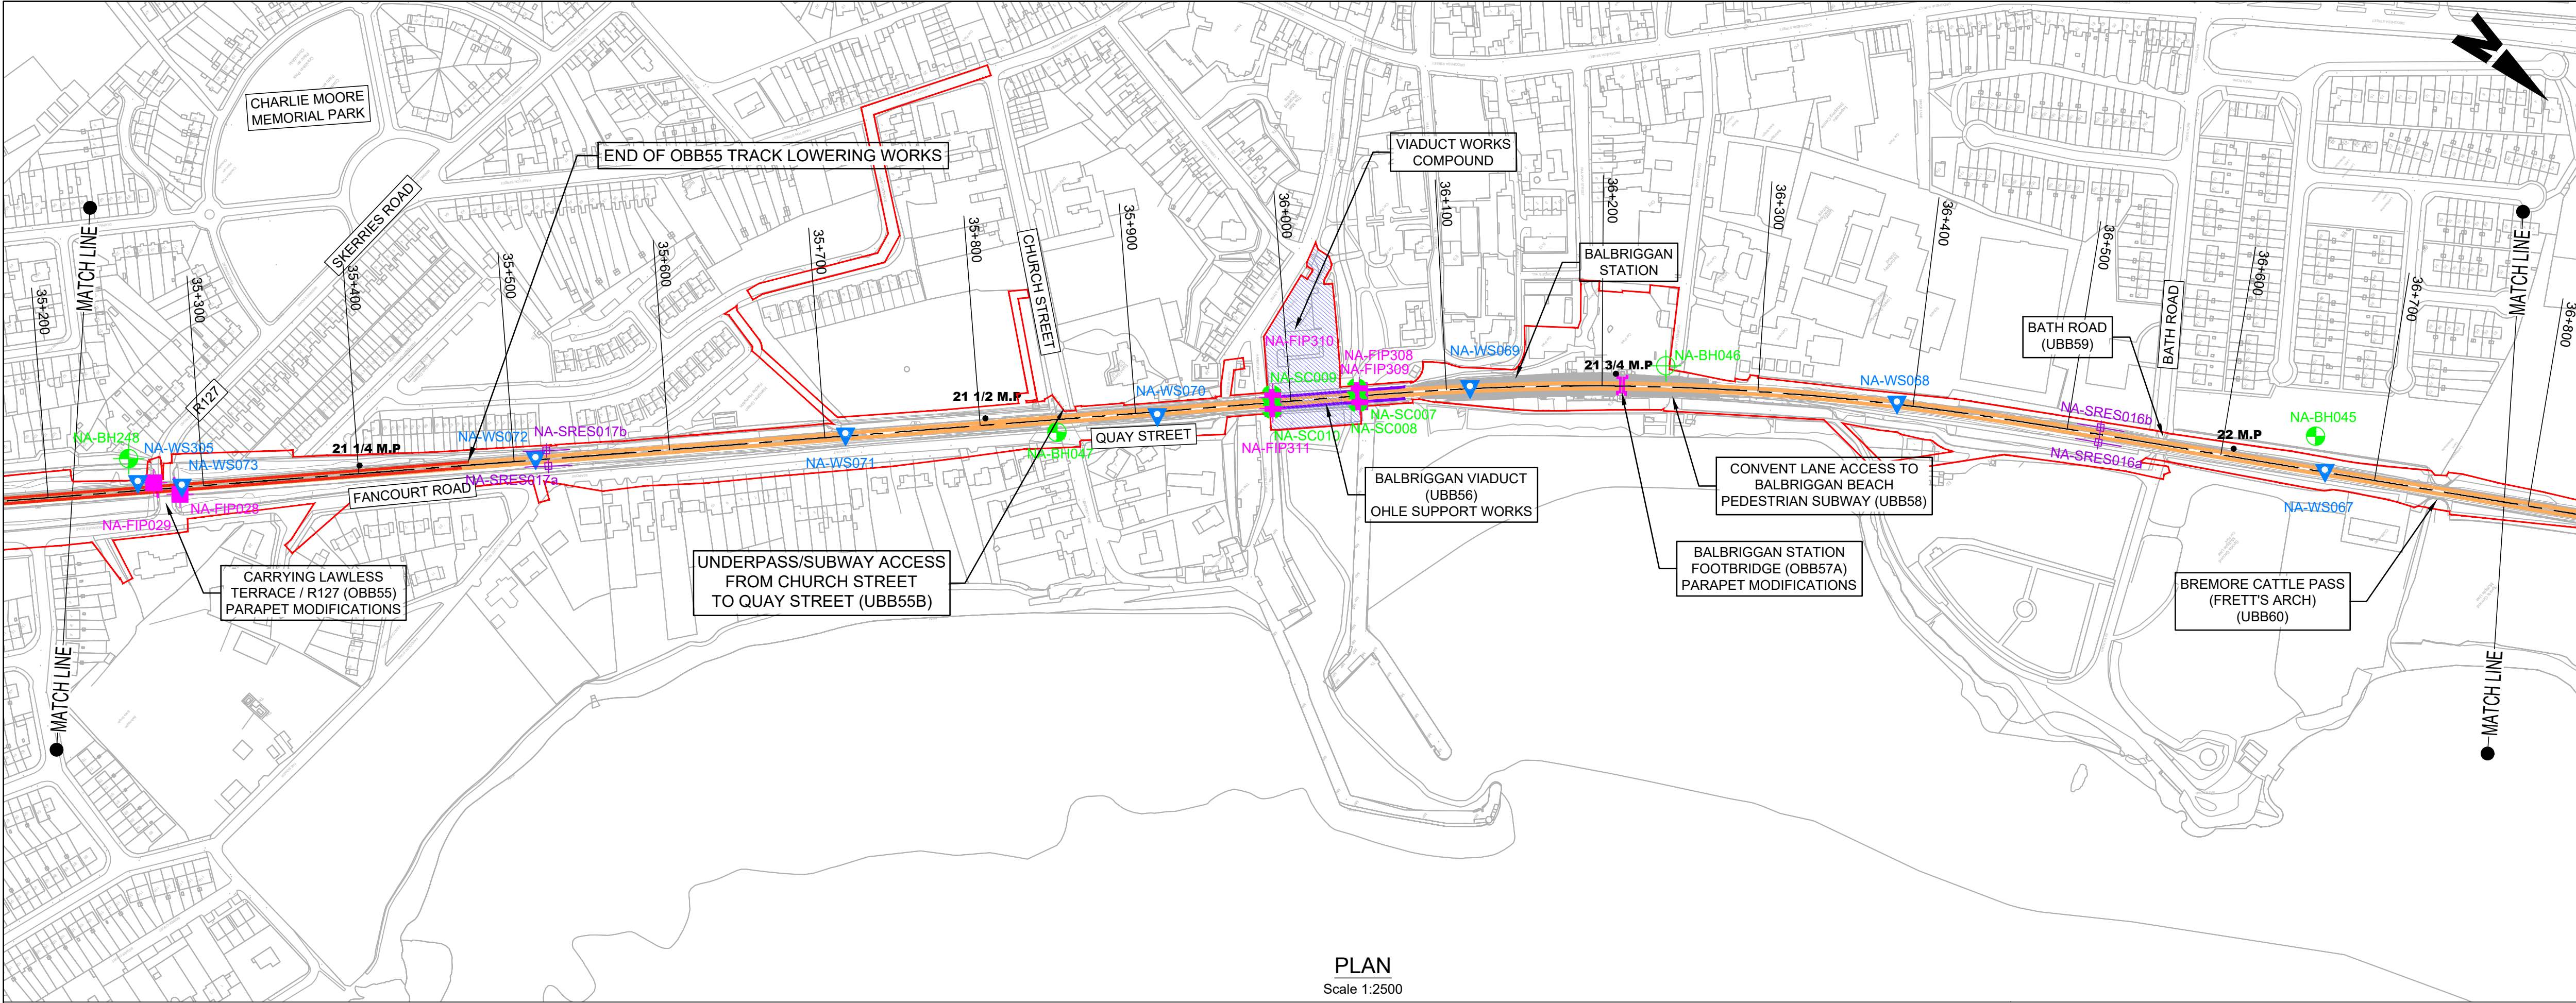 CHARLIE MOORE
MEMORIAL PARK
END OF OBB55 TRACK LOWERING WORKS
VIADUCT WORKS
COMPOUND
SKERRIES ROAD
MATCH LINE
MATCH LINE
35+200
35+300
35+400
35+500
35+600
35+700
35+800
CHURCH STREET
35+900
36+000
36+100
36+200
36+300
36+400
36+500
36+600
36+700
36+800
BALBRIGGAN
STATION
BATH ROAD
(UBB59)
BATH ROAD
MATCH LINE
MATCH LINE
R127
NA-BH248
NA-WS305
NA-WS073
21 1/4 M.P
NA-WS072
NA-SRES017b
NA-SRES017a
NA-FIP029
NA-FIP028
FANCOURT ROAD
NA-WS071
21 1/2 M.P
NA-BH047
QUAY STREET
NA-WS070
NA-FIP310
NA-SC009
NA-SC010
NA-FIP311
NA-FIP308
NA-FIP309
NA-SC007
NA-SC008
NA-WS069
21 3/4 M.P
NA-BH046
NA-WS068
NA-SRES016b
NA-SRES016a
22 M.P
NA-BH045
NA-WS067
CARRYING LAWLESS
TERRACE / R127 (OBB55)
PARAPET MODIFICATIONS
UNDERPASS/SUBWAY ACCESS
FROM CHURCH STREET
TO QUAY STREET (UBB55B)
BALBRIGGAN VIADUCT
(UBB56)
OHLE SUPPORT WORKS
CONVENT LANE ACCESS TO
BALBRIGGAN BEACH
PEDESTRIAN SUBWAY (UBB58)
BALBRIGGAN STATION
FOOTBRIDGE (OBB57A)
PARAPET MODIFICATIONS
BREMORE CATTLE PASS
(FRETT'S ARCH)
(UBB60)
N
PLAN
Scale 1:2500